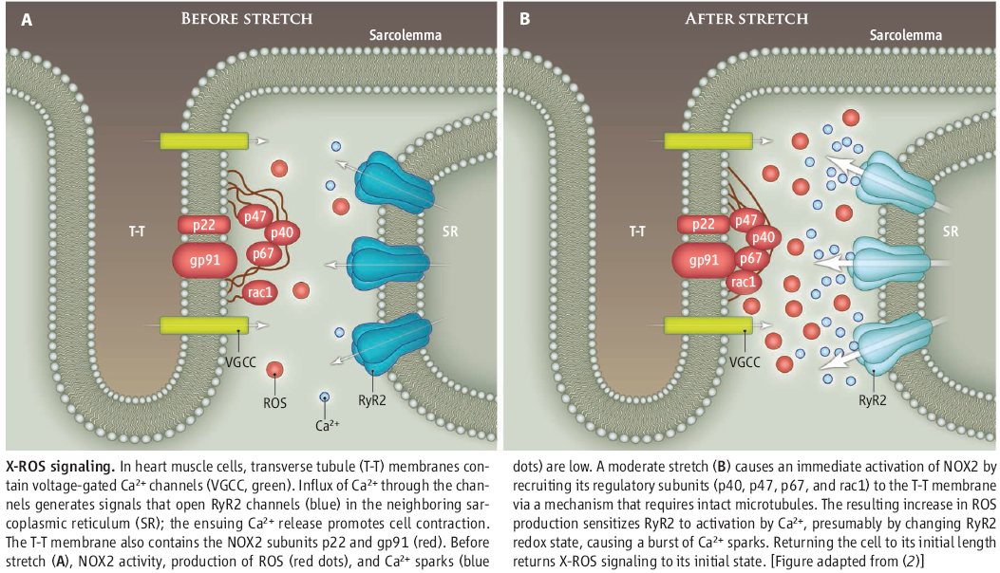 A
BEFORE STRETCH
Sarcolemma
T-T
p22
gp91
p47
p40
p67
rac1
SR
VGCC
ROS
Ca²⁺
RyR2
B
AFTER STRETCH
Sarcolemma
T-T
p22
gp91
p47
p40
p67
rac1
SR
VGCC
RyR2
X-ROS signaling. In heart muscle cells, transverse tubule (T-T) membranes con-
tain voltage-gated Ca²⁺ channels (VGCC, green). Influx of Ca²⁺ through the chan-
nels generates signals that open RyR2 channels (blue) in the neighboring sar-
coplasmic reticulum (SR); the ensuing Ca²⁺ release promotes cell contraction.
The T-T membrane also contains the NOX2 subunits p22 and gp91 (red). Before
stretch (A), NOX2 activity, production of ROS (red dots), and Ca²⁺ sparks (blue
dots) are low. A moderate stretch (B) causes an immediate activation of NOX2 by
recruiting its regulatory subunits (p40, p47, p67, and rac1) to the T-T membrane
via a mechanism that requires intact microtubules. The resulting increase in ROS
production sensitizes RyR2 to activation by Ca²⁺, presumably by changing RyR2
redox state, causing a burst of Ca²⁺ sparks. Returning the cell to its initial length
returns X-ROS signaling to its initial state. [Figure adapted from (2)]